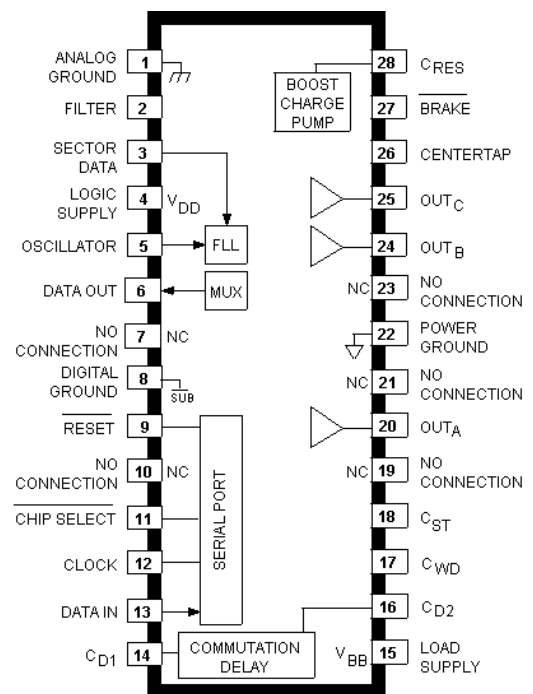 ANALOG
GROUND
1
FILTER
2
SECTOR
DATA
3
LOGIC
SUPPLY
4
VDD
OSCILLATOR
5
FLL
DATA OUT
6
MUX
NO
CONNECTION
7
NC
DIGITAL
GROUND
8
SUB
RESET
9
NO
CONNECTION
10
NC
CHIP SELECT
11
CLOCK
12
DATA IN
13
SERIAL PORT
CD1
14
COMMUTATION
DELAY
BOOST
CHARGE
PUMP
28
CRES
27
BRAKE
26
CENTERTAP
25
OUTC
24
OUTB
NC
23
NO
CONNECTION
22
POWER
GROUND
NC
21
NO
CONNECTION
20
OUTA
NC
19
NO
CONNECTION
18
CST
17
CWD
16
CD2
VBB
15
LOAD
SUPPLY